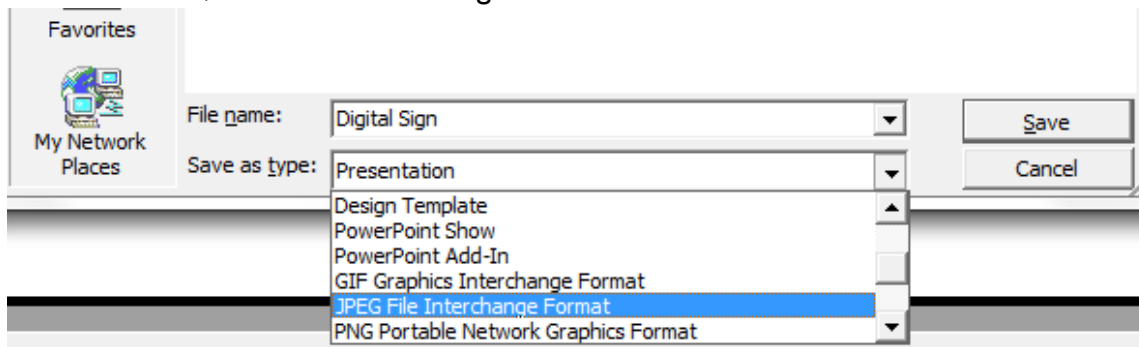 Favorites
My Network
Places
File name:
Digital Sign
Save
Save as type:
Presentation
Cancel
Design Template
PowerPoint Show
PowerPoint Add-In
GIF Graphics Interchange Format
JPEG File Interchange Format
PNG Portable Network Graphics Format